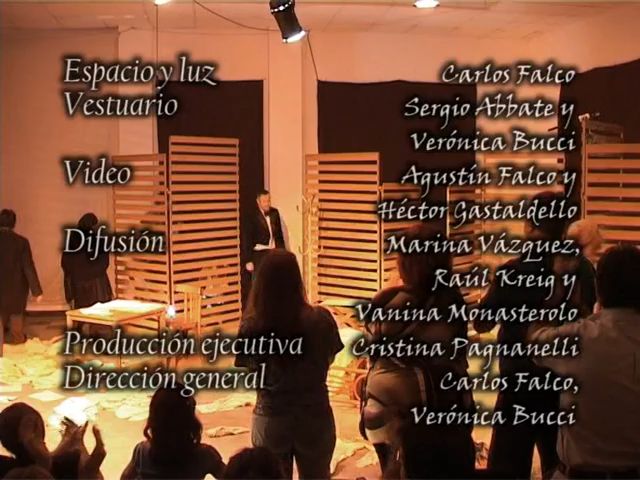 Espacio y luz Carlos Falco
Vestuario Sergio Abbate y
Verónica Bucci
Video Agustín Falco y
Héctor Gastaldello
Difusión Marina Vázquez,
Raúl Kreig y
Vanina Monasterolo
Producción ejecutiva Cristina Pagnanelli
Dirección general Carlos Falco,
Verónica Bucci